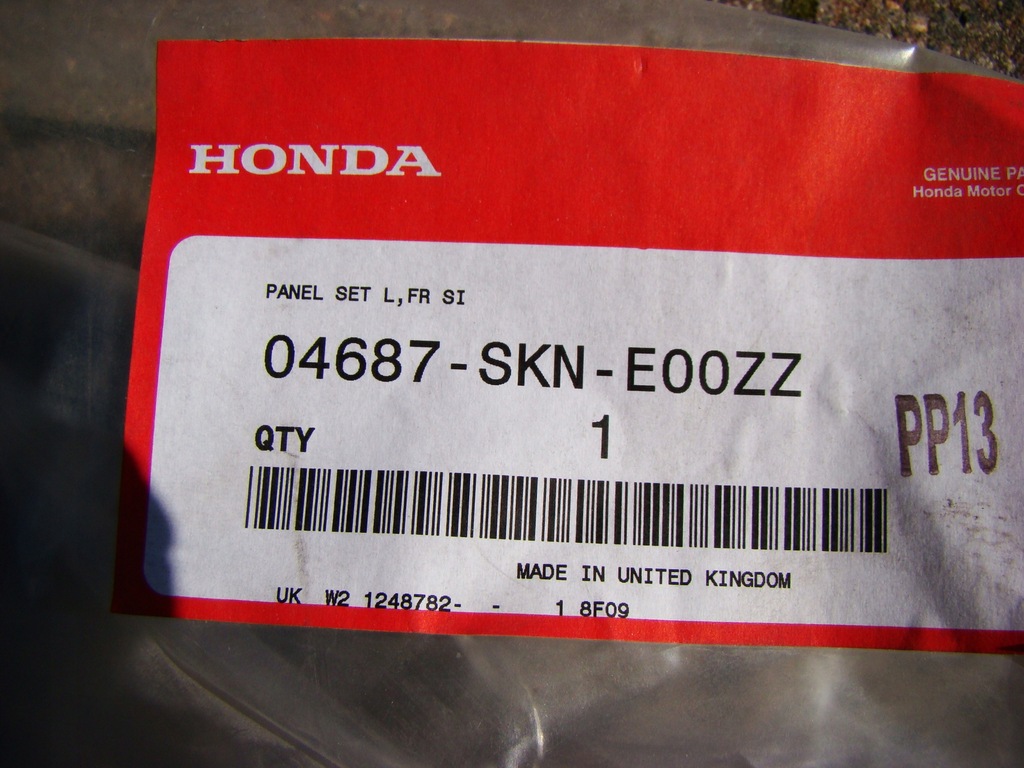 HONDA
GENUINE PA
Honda Motor C
PANEL SET L,FR SI
04687-SKN-E00ZZ
QTY 1
PP13
MADE IN UNITED KINGDOM
UK W2 1248782- - 1 8F09